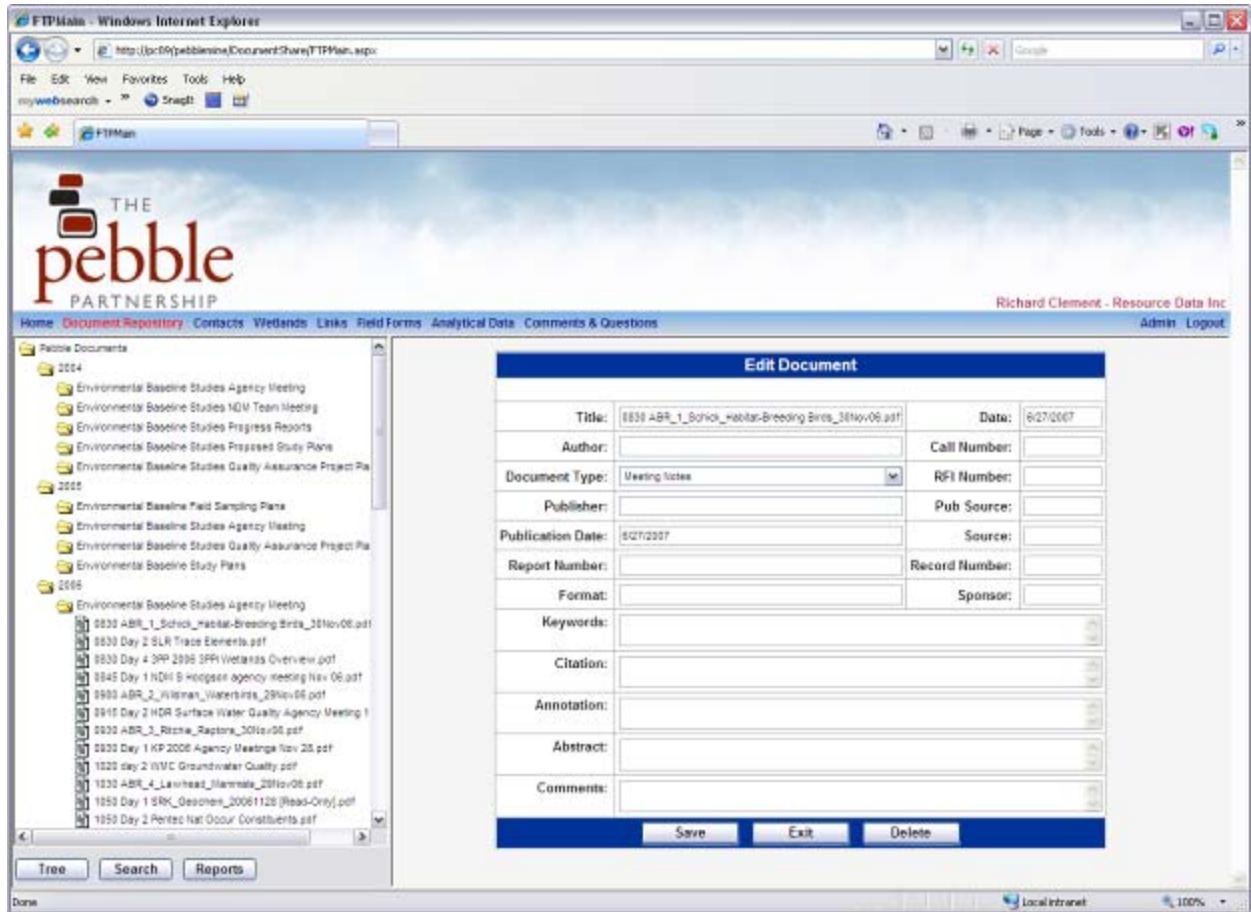 FTPMain - Windows Internet Explorer
http://pc89/pebblemine/DocumentShare/FTPMain.aspx
Google
File Edit View Favorites Tools Help
mywebsearch SnagIt
FTPMain
Page Tools
THE
pebble
PARTNERSHIP
Richard Clement - Resource Data Inc
Home Document Repository Contacts Wetlands Links Field Forms Analytical Data Comments & Questions Admin Logout
Pebble Documents
2004
Environmental Baseline Studies Agency Meeting
Environmental Baseline Studies NDM Team Meeting
Environmental Baseline Studies Progress Reports
Environmental Baseline Studies Proposed Study Plans
Environmental Baseline Studies Quality Assurance Project Pla
2005
Environmental Baseline Field Sampling Plans
Environmental Baseline Studies Agency Meeting
Environmental Baseline Studies Quality Assurance Project Pla
Environmental Baseline Study Plans
2006
Environmental Baseline Studies Agency Meeting
0830 ABR_1_Schick_Habitat-Breeding Birds_30Nov06.pdf
0830 Day 2 SLR Trace Elements.pdf
0830 Day 4 3PP 2006 3PPI Wetlands Overview.pdf
0845 Day 1 NDM B Hodgson agency meeting Nov 06.pdf
0900 ABR_2_Wildman_Waterbirds_29Nov06.pdf
0915 Day 2 HDR Surface Water Quality Agency Meeting 1
0930 ABR_3_Ritchie_Raptors_30Nov06.pdf
0930 Day 1 KP 2006 Agency Meetings Nov 28.pdf
1020 day 2 WMC Groundwater Quality.pdf
1030 ABR_4_Lawhead_Mammals_29Nov06.pdf
1050 Day 1 SRK_Geochem_20061128 [Read-Only].pdf
1050 Day 2 Pentec Nat Occur Constituents.pdf
Tree Search Reports
Edit Document
Title: 0830 ABR_1_Schick_Habitat-Breeding Birds_30Nov06.pdf Date: 6/27/2007
Author: Call Number:
Document Type: Meeting Notes RFI Number:
Publisher: Pub Source:
Publication Date: 6/27/2007 Source:
Report Number: Record Number:
Format: Sponsor:
Keywords:
Citation:
Annotation:
Abstract:
Comments:
Save Exit Delete
Done Local intranet 100%